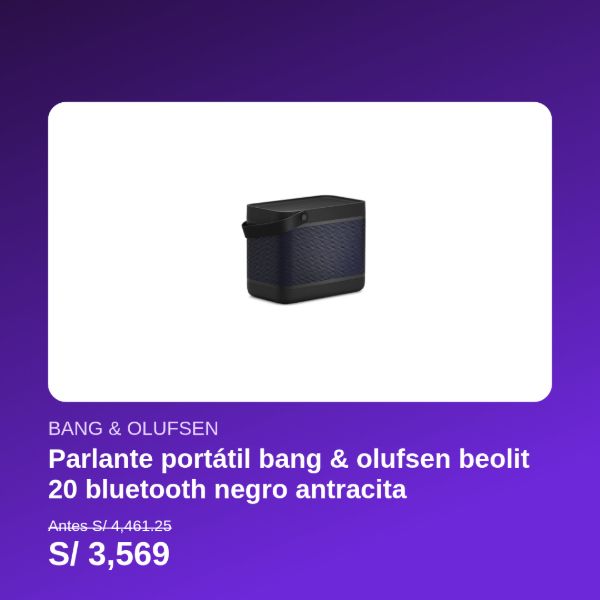 BANG & OLUFSEN
Parlante portátil bang & olufsen beolit
20 bluetooth negro antracita
Antes S/ 4,461.25
S/ 3,569